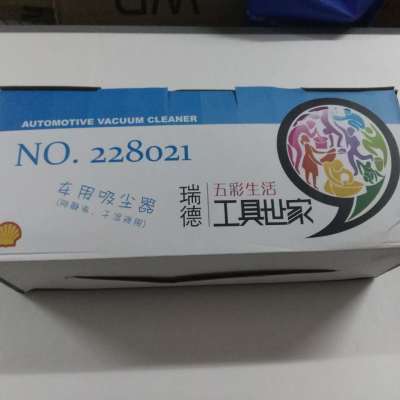 AUTOMOTIVE VACUUM CLEANER
NO. 228021
车用吸尘器
瑞德
五彩生活
工具世家